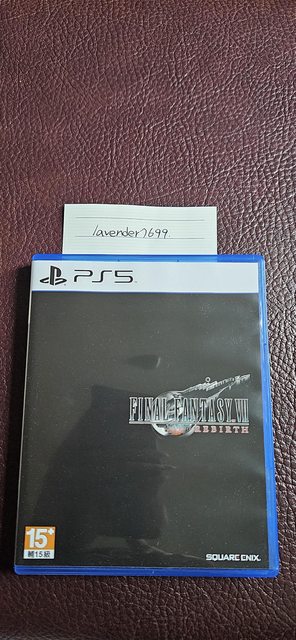 lavender7699.
PS5
FINAL FANTASY VII
REBIRTH
15+
輔15級
SQUARE ENIX.